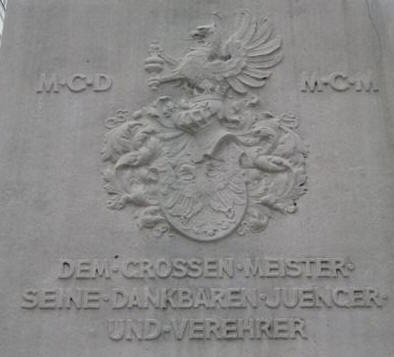 M·C·D M·C·M
DEM·GROSSEN·MEISTER·
SEINE·DANKBAREN·JUENGER·
UND·VEREHRER